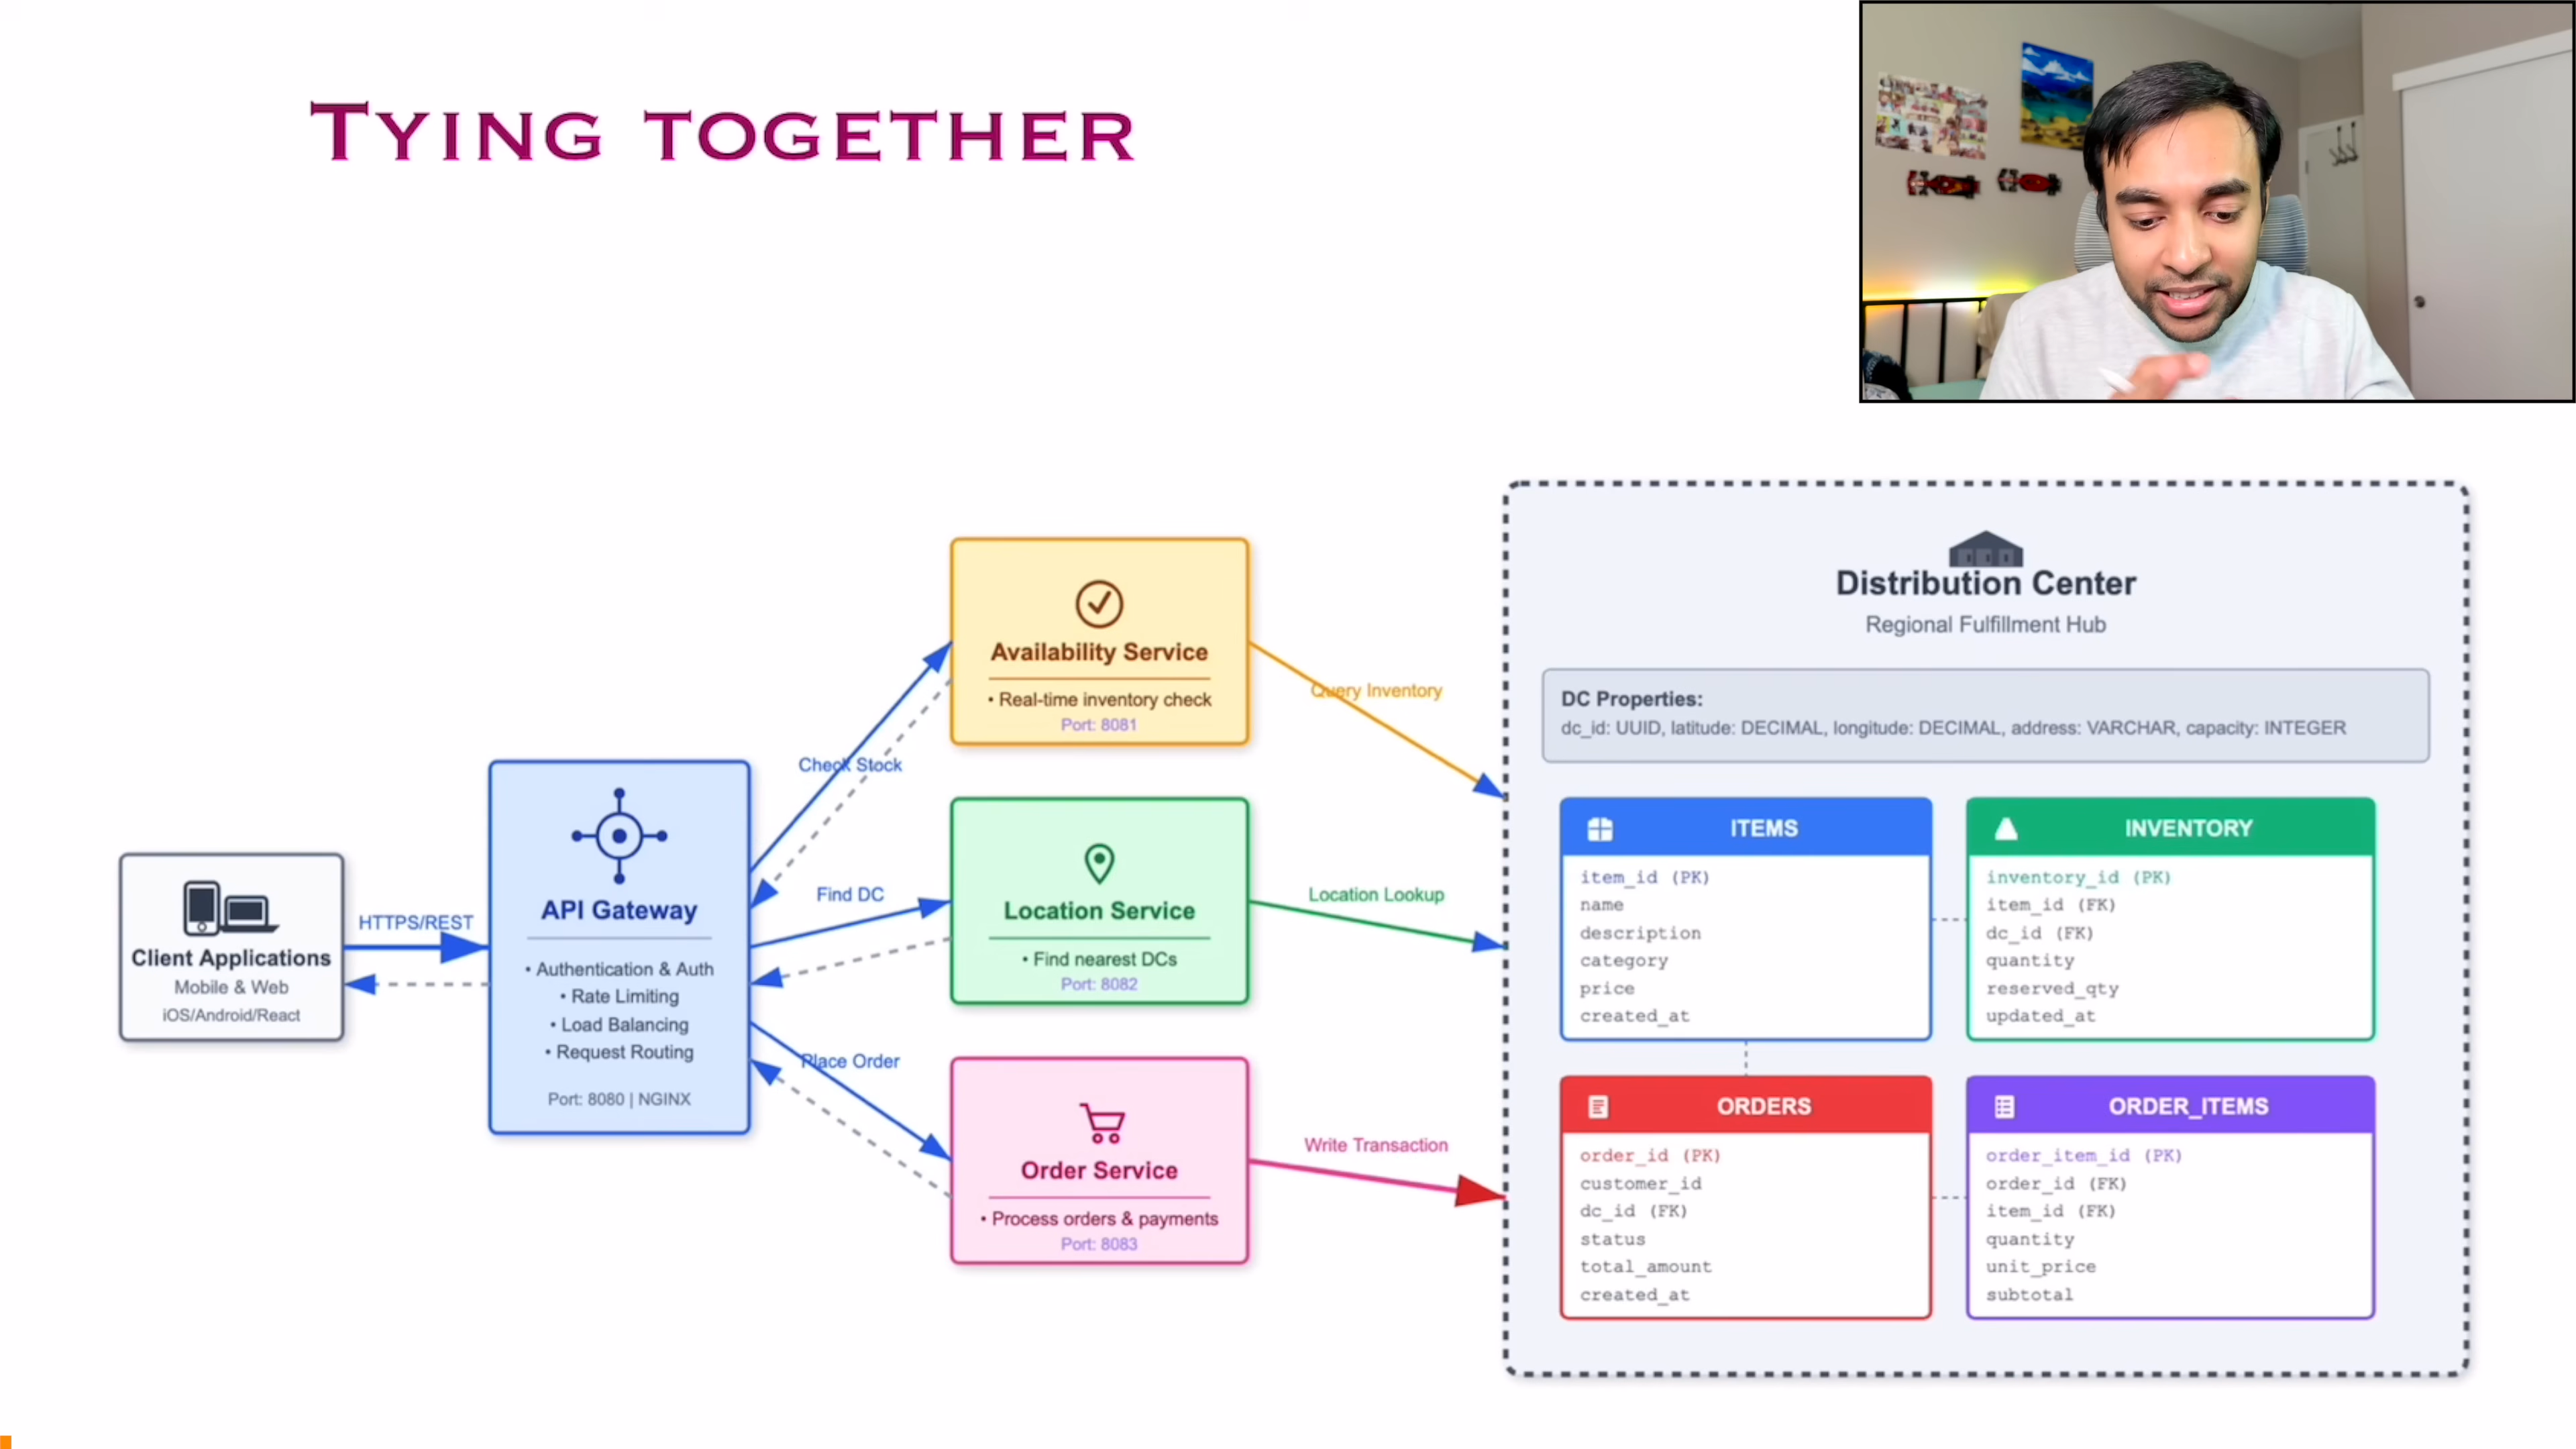 TYING TOGETHER
Client Applications
Mobile & Web
iOS/Android/React
HTTPS/REST
API Gateway
• Authentication & Auth
• Rate Limiting
• Load Balancing
• Request Routing
Port: 8080 | NGINX
Check Stock
Find DC
Place Order
Availability Service
• Real-time inventory check
Port: 8081
Location Service
• Find nearest DCs
Port: 8082
Order Service
• Process orders & payments
Port: 8083
Query Inventory
Location Lookup
Write Transaction
Distribution Center
Regional Fulfillment Hub
DC Properties:
dc_id: UUID, latitude: DECIMAL, longitude: DECIMAL, address: VARCHAR, capacity: INTEGER
ITEMS
item_id (PK)
name
description
category
price
created_at
INVENTORY
inventory_id (PK)
item_id (FK)
dc_id (FK)
quantity
reserved_qty
updated_at
ORDERS
order_id (PK)
customer_id
dc_id (FK)
status
total_amount
created_at
ORDER_ITEMS
order_item_id (PK)
order_id (FK)
item_id (FK)
quantity
unit_price
subtotal